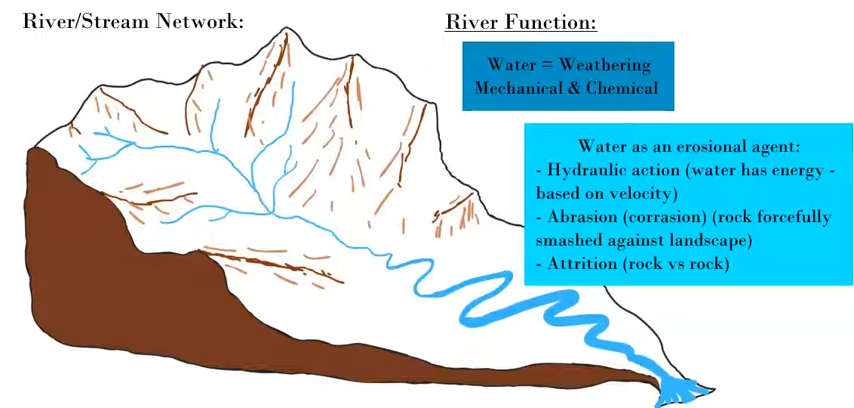 River/Stream Network:
River Function:
Water = Weathering
Mechanical & Chemical
Water as an erosional agent:
- Hydraulic action (water has energy -
based on velocity)
- Abrasion (corrasion) (rock forcefully
smashed against landscape)
- Attrition (rock vs rock)